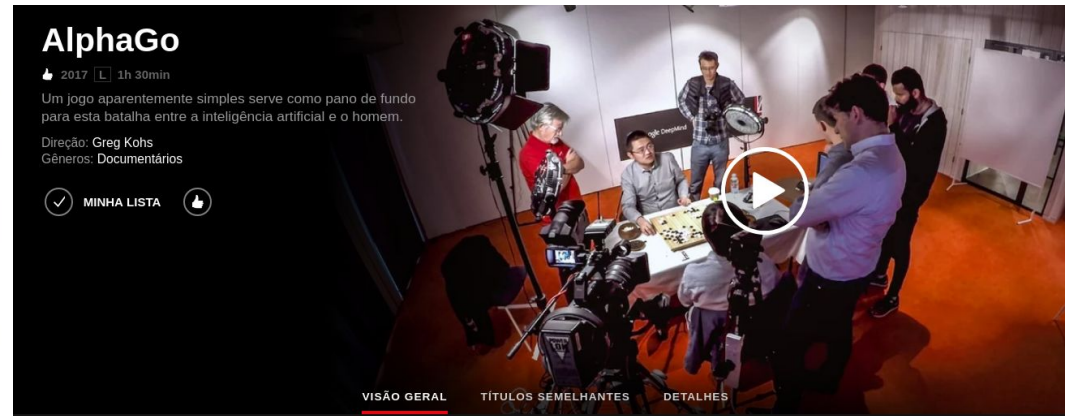 AlphaGo
2017 L 1h 30min
Um jogo aparentemente simples serve como pano de fundo
para esta batalha entre a inteligência artificial e o homem.
Direção: Greg Kohs
Gêneros: Documentários
MINHA LISTA
DeepMind
VISÃO GERAL TÍTULOS SEMELHANTES DETALHES